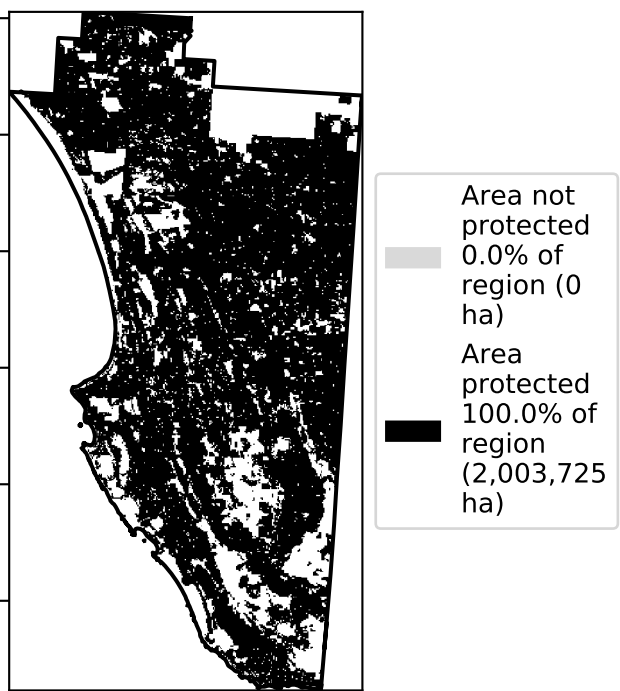 Area not
protected
0.0% of
region (0
ha)
Area
protected
100.0% of
region
(2,003,725
ha)